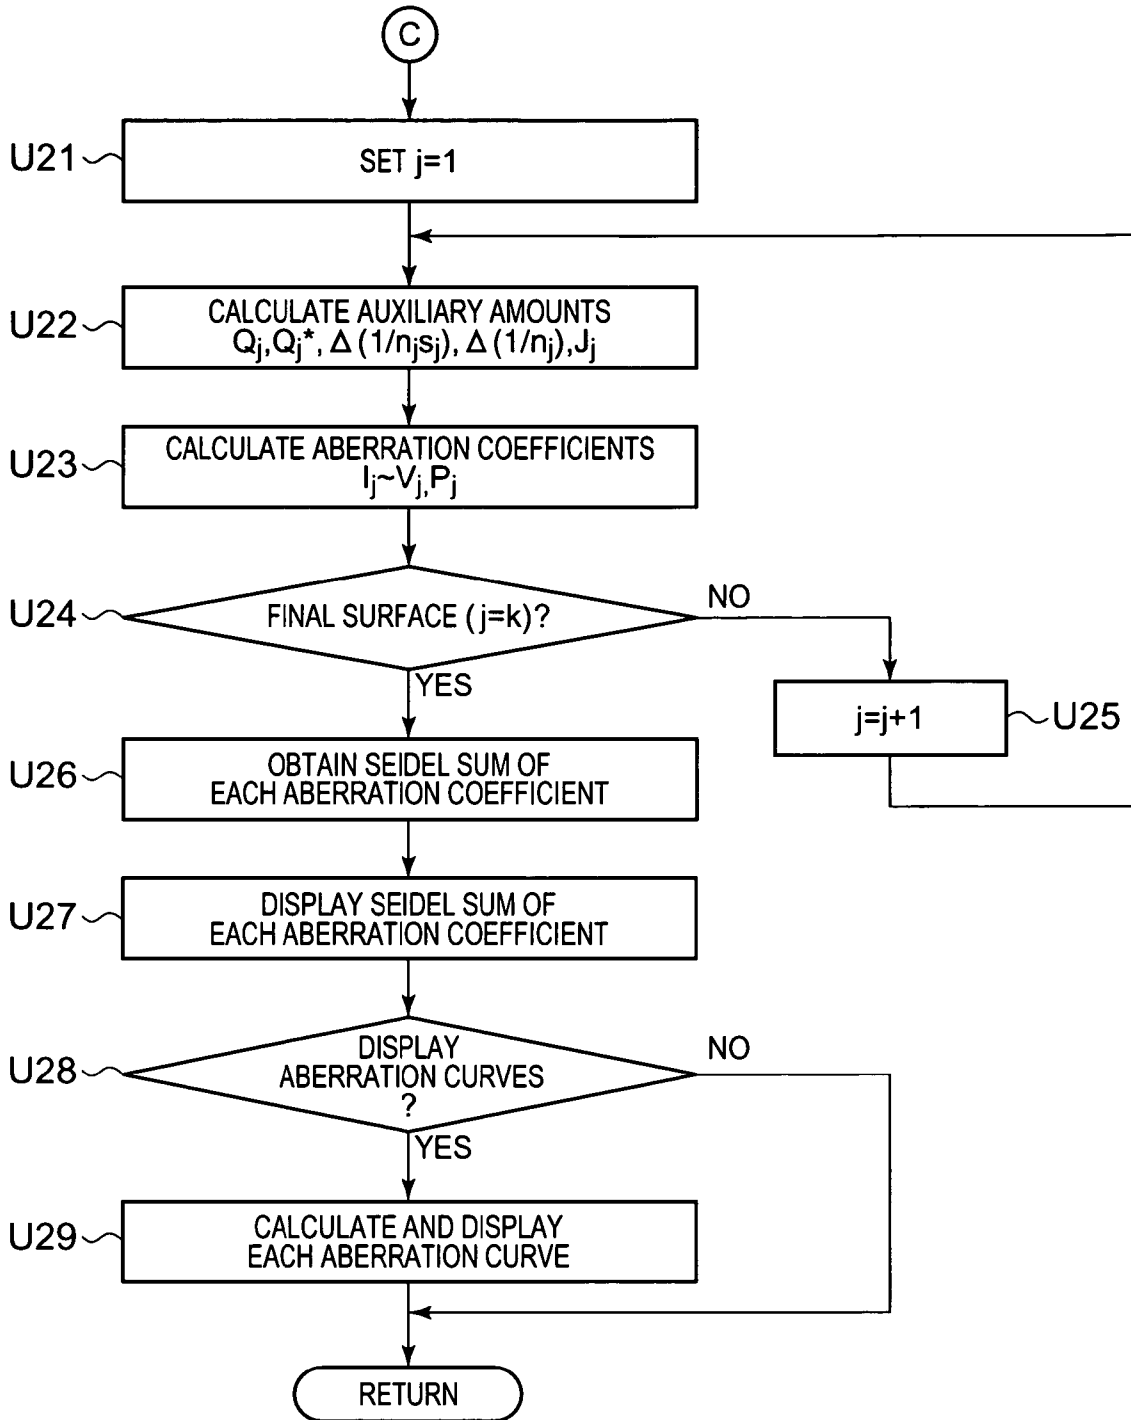 C
U21
SET j=1
U22
CALCULATE AUXILIARY AMOUNTS
Qj,Qj*, Δ(1/njsj), Δ(1/nj),Jj
U23
CALCULATE ABERRATION COEFFICIENTS
Ij~Vj,Pj
U24
FINAL SURFACE (j=k)?
NO
YES
j=j+1
U25
U26
OBTAIN SEIDEL SUM OF
EACH ABERRATION COEFFICIENT
U27
DISPLAY SEIDEL SUM OF
EACH ABERRATION COEFFICIENT
U28
DISPLAY
ABERRATION CURVES
?
NO
YES
U29
CALCULATE AND DISPLAY
EACH ABERRATION CURVE
RETURN